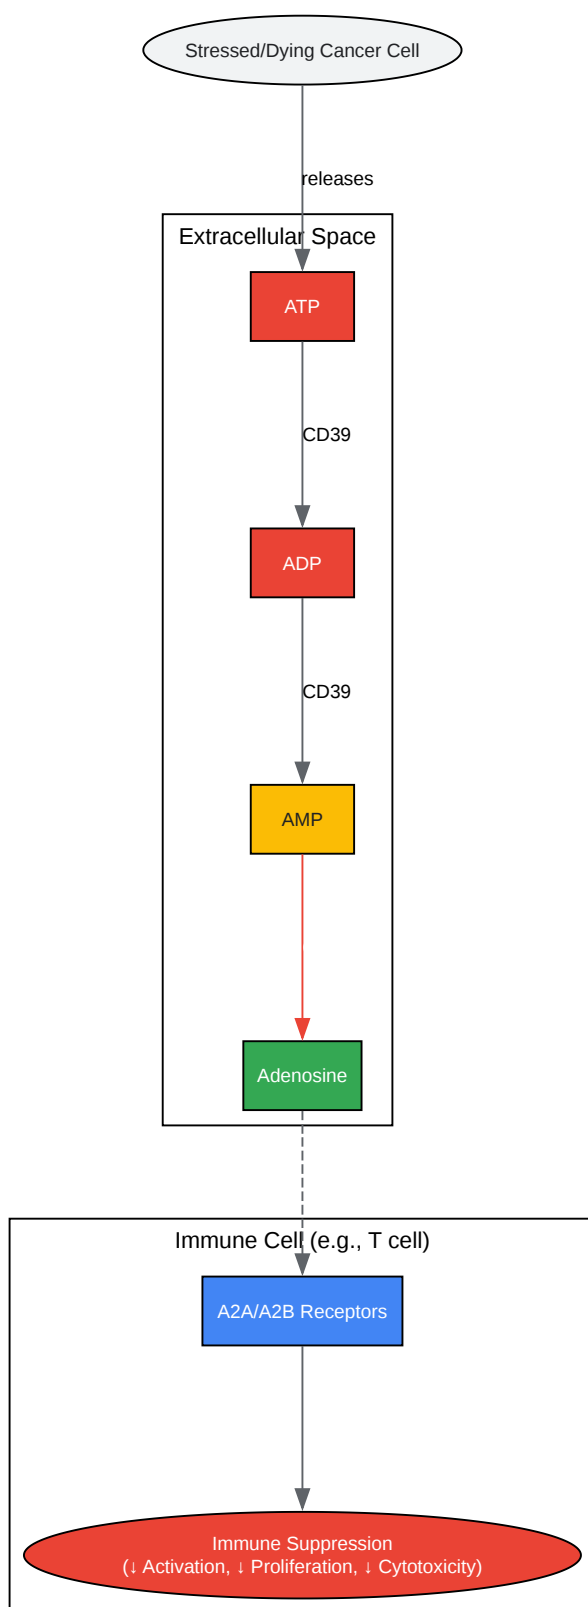 Stressed/Dying Cancer Cell
releases
Extracellular Space
ATP
CD39
ADP
CD39
AMP
Adenosine
Immune Cell (e.g., T cell)
A2A/A2B Receptors
Immune Suppression
(↓ Activation, ↓ Proliferation, ↓ Cytotoxicity)